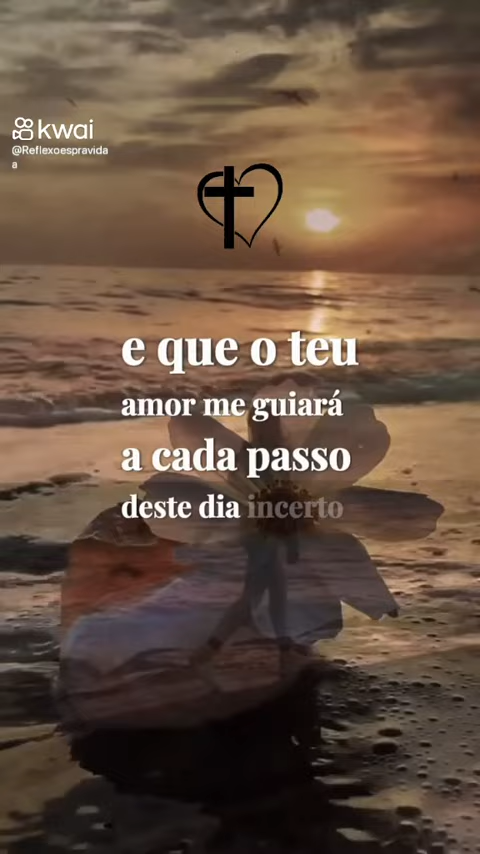 kwai
@Reflexoespravida
a
e que o teu
amor me guiará
a cada passo
deste dia incerto